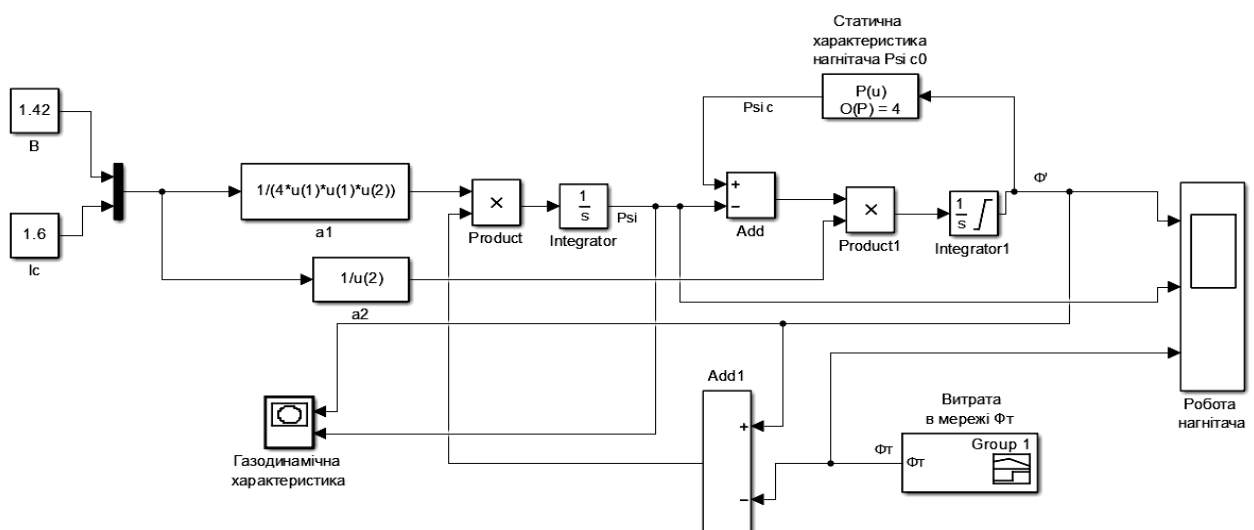 Статична
характеристика
нагнітача Psi c0
P(u)
O(P) = 4
Psi c
1.42
B
1.6
Ic
1/(4*u(1)*u(1)*u(2))
a1
1/u(2)
a2
×
Product
1
s
Integrator
Psi
+
−
Add
×
Product1
1
s
Integrator1
Ф'
Add1
+
−
Витрата
в мережі Фт
Group 1
Фт
Фт
Робота
нагнітача
Газодинамічна
характеристика